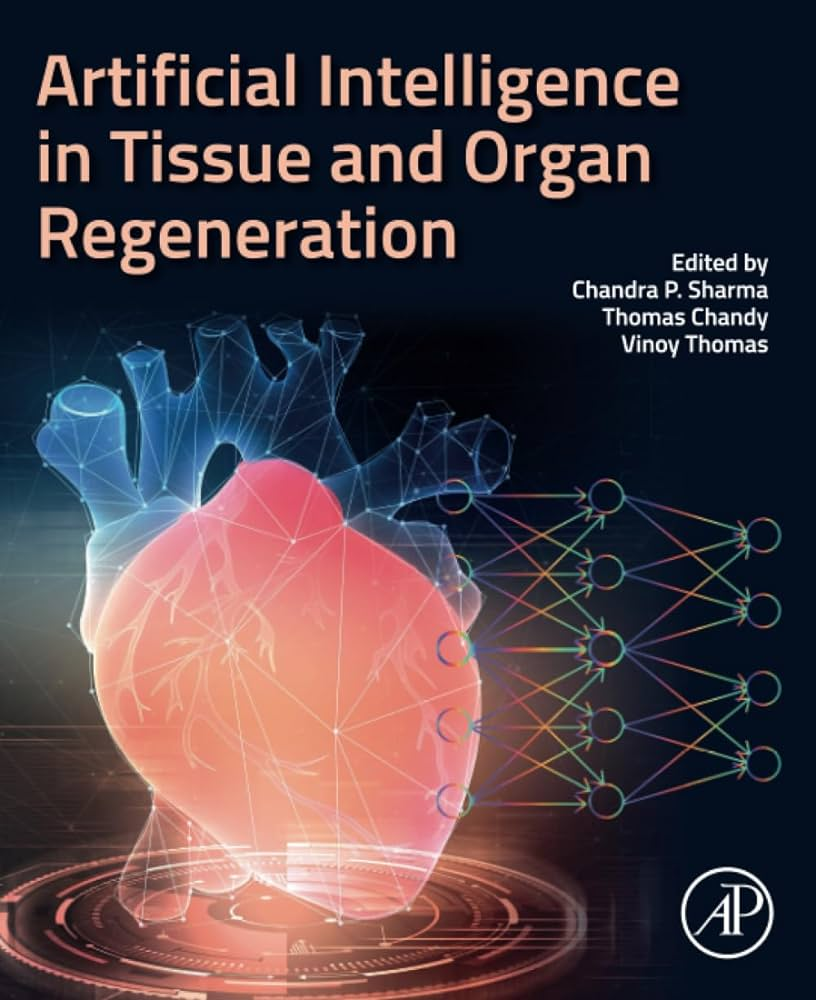 Artificial Intelligence
in Tissue and Organ
Regeneration
Edited by
Chandra P. Sharma
Thomas Chandy
Vinoy Thomas
AP